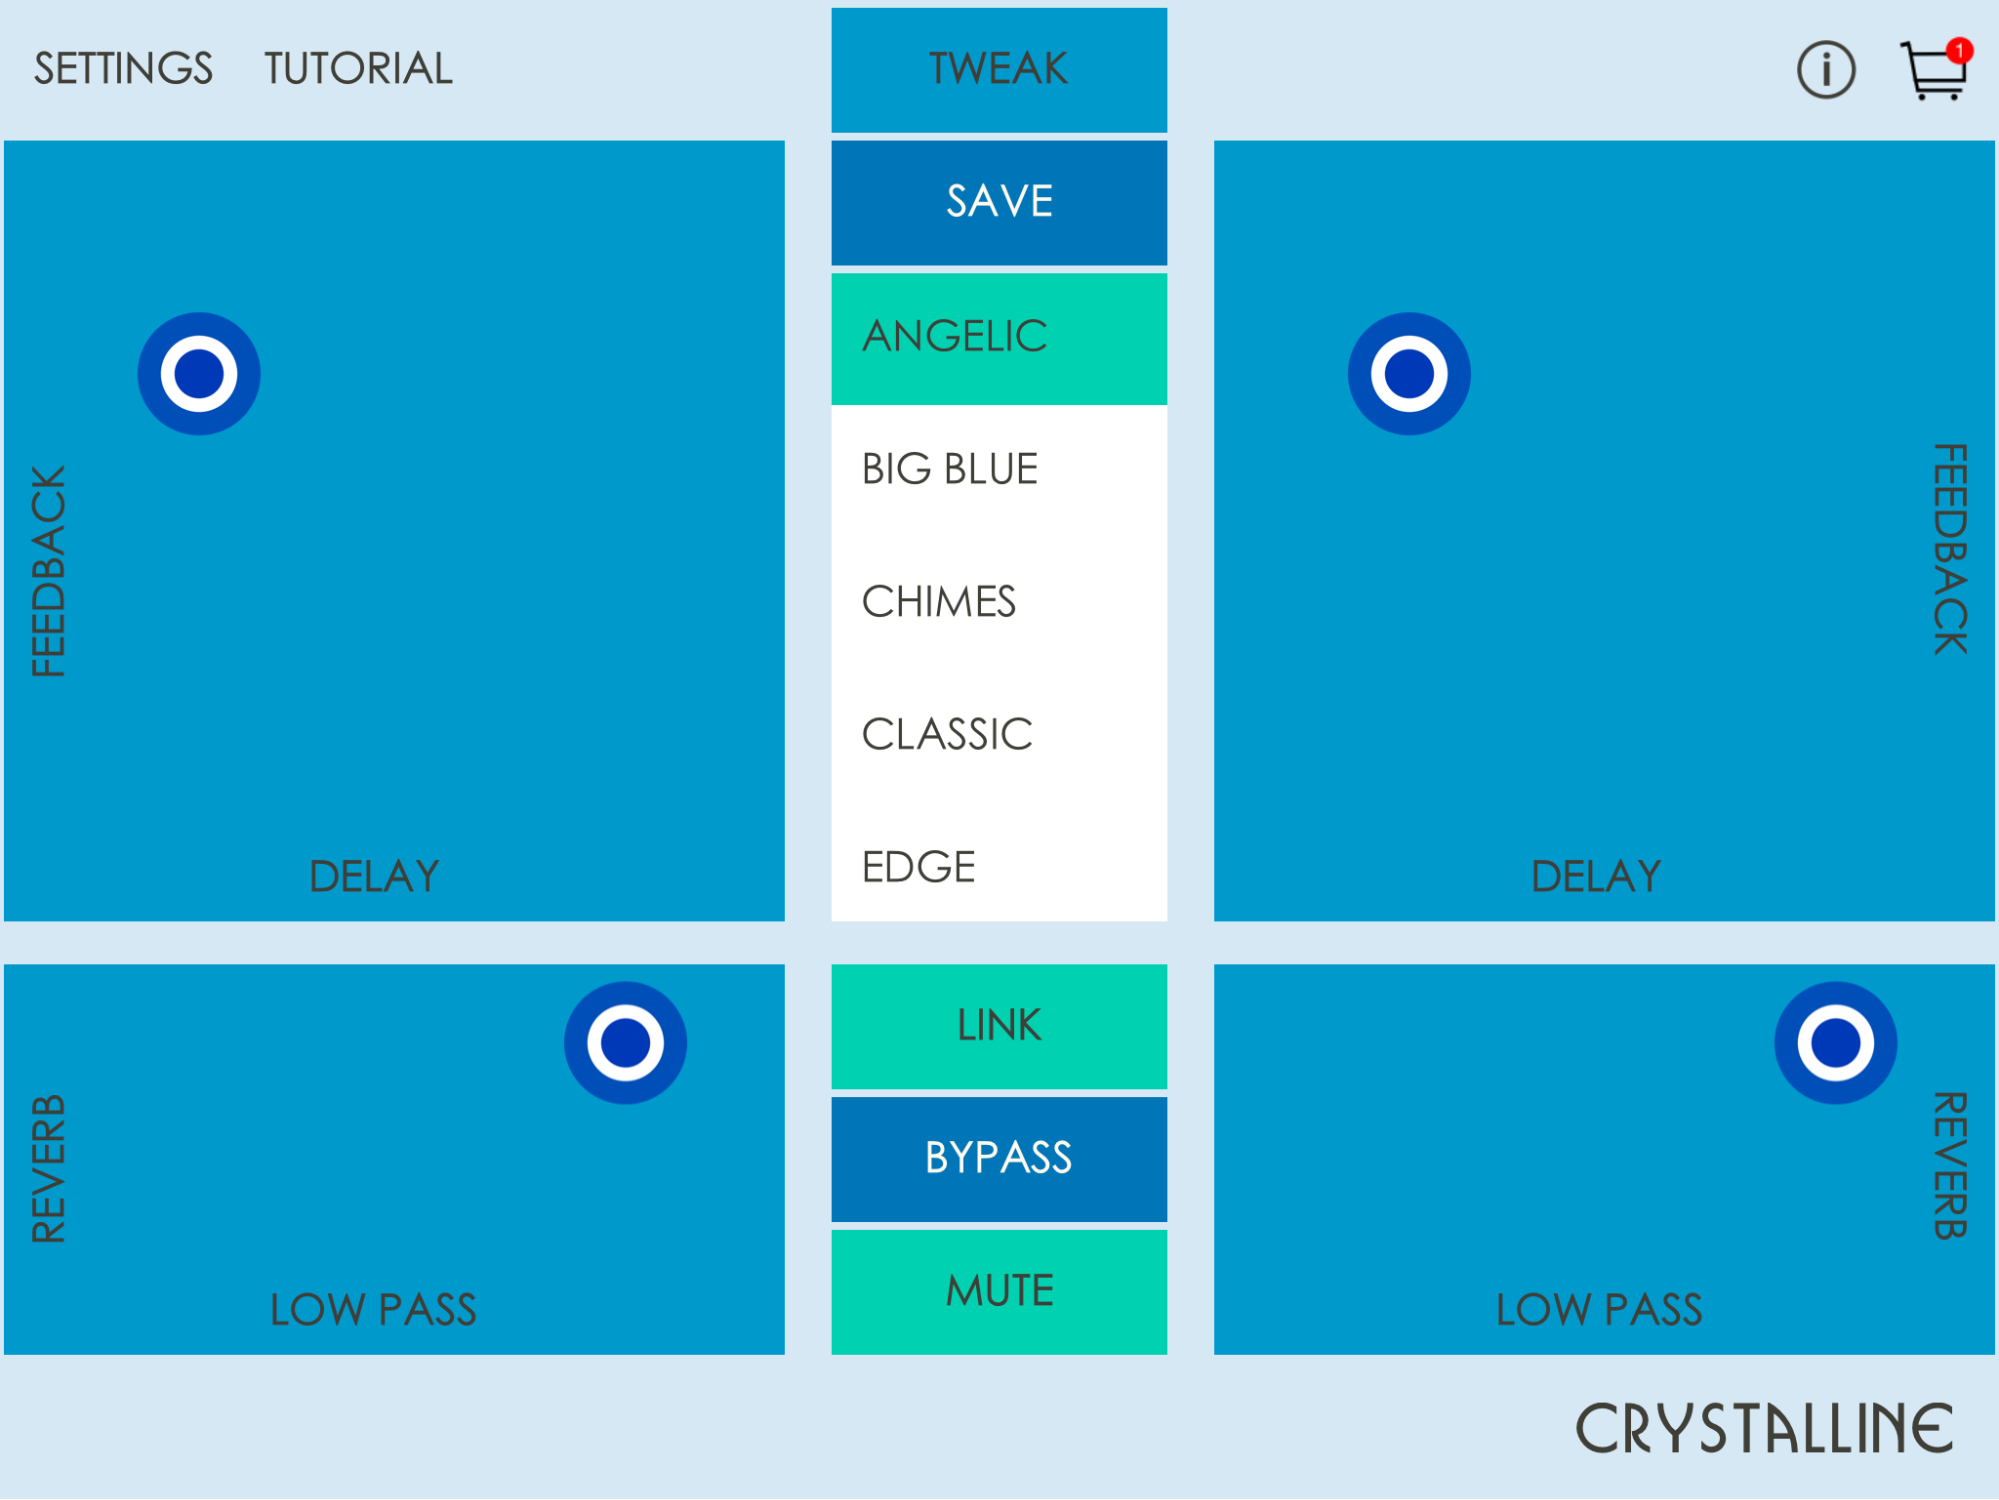 SETTINGS TUTORIAL TWEAK 1
SAVE
ANGELIC
BIG BLUE
CHIMES
CLASSIC
EDGE
FEEDBACK
DELAY
FEEDBACK
DELAY
LINK
BYPASS
MUTE
REVERB
LOW PASS
REVERB
LOW PASS
CRYSTALLINE